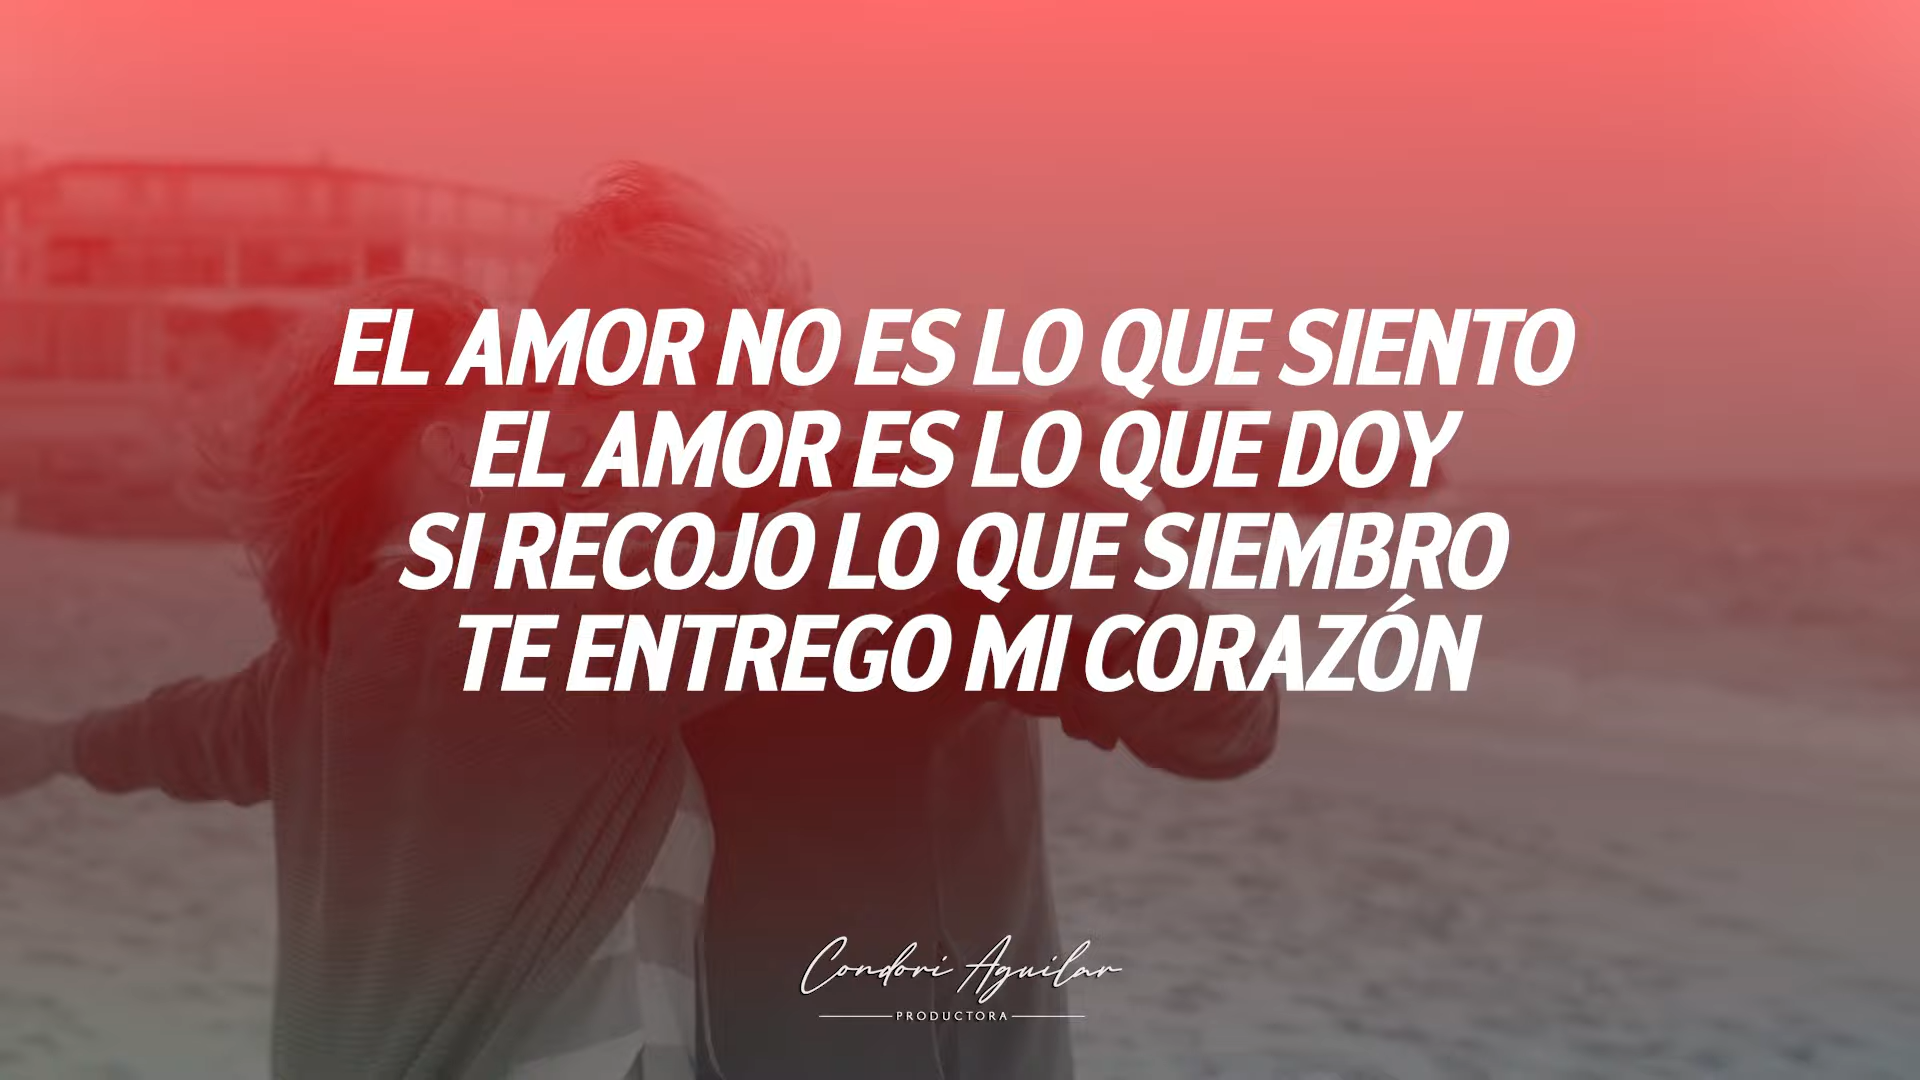 EL AMOR NO ES LO QUE SIENTO
EL AMOR ES LO QUE DOY
SI RECOJO LO QUE SIEMBRO
TE ENTREGO MI CORAZÓN
Condori Aguilar
PRODUCTORA